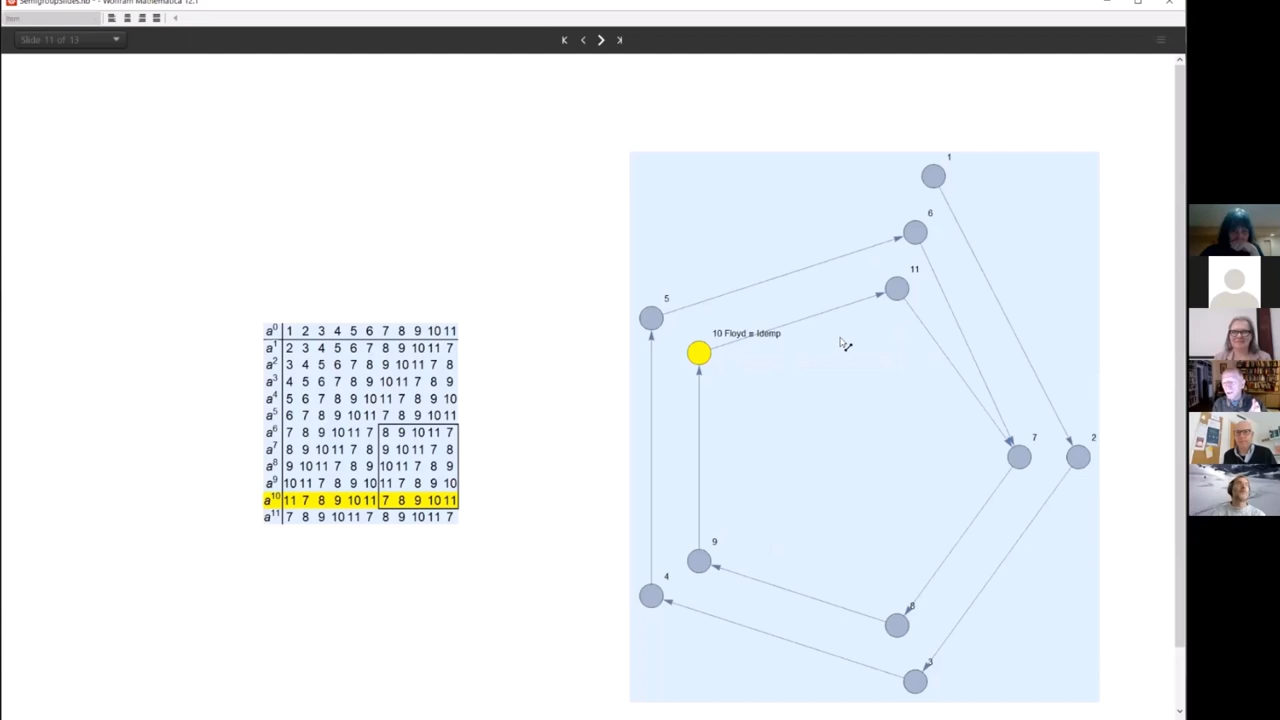 SemigroupSlides.nb * - Wolfram Mathematica 12.1
Item
Slide 11 of 13
a⁰ 1 2 3 4 5 6 7 8 9 10 11
a¹ 2 3 4 5 6 7 8 9 10 11 7
a² 3 4 5 6 7 8 9 10 11 7 8
a³ 4 5 6 7 8 9 10 11 7 8 9
a⁴ 5 6 7 8 9 10 11 7 8 9 10
a⁵ 6 7 8 9 10 11 7 8 9 10 11
a⁶ 7 8 9 10 11 7 8 9 10 11 7
a⁷ 8 9 10 11 7 8 9 10 11 7 8
a⁸ 9 10 11 7 8 9 10 11 7 8 9
a⁹ 10 11 7 8 9 10 11 7 8 9 10
a¹⁰ 11 7 8 9 10 11 7 8 9 10 11
a¹¹ 7 8 9 10 11 7 8 9 10 11 7
1
6
11
5
10 Floyd = Idemp
7
2
9
4
8
3